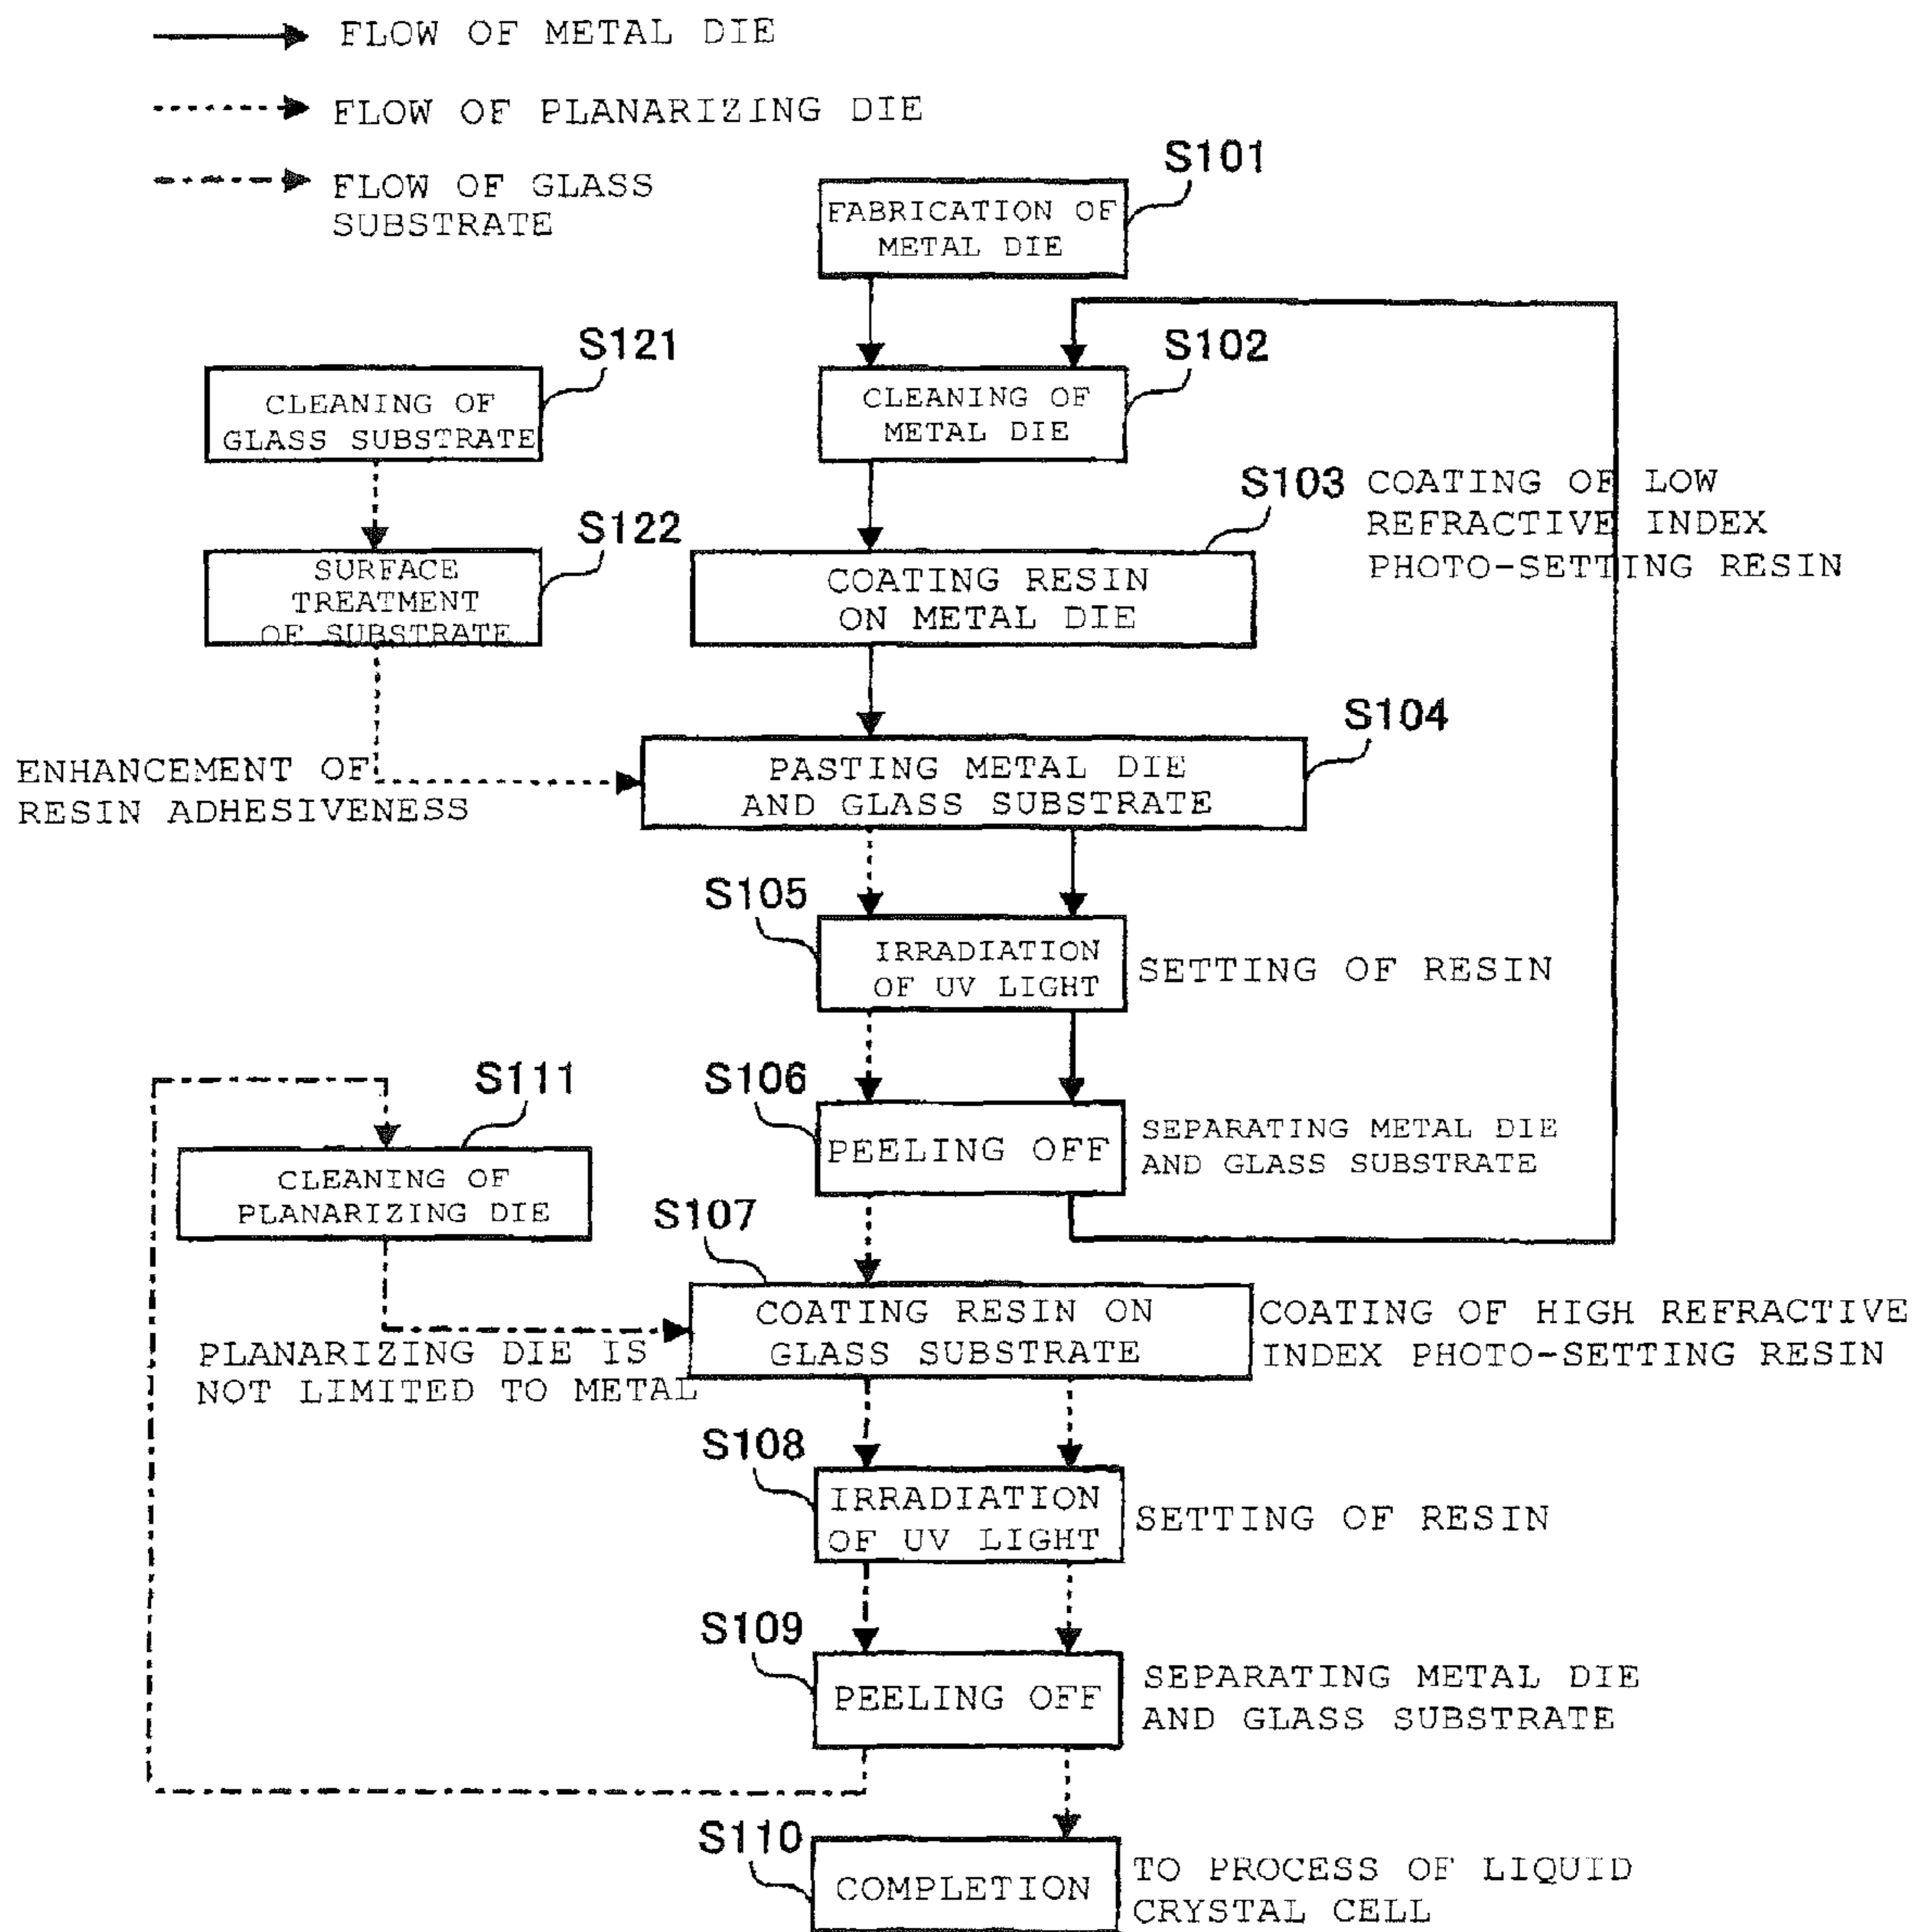 FLOW OF METAL DIE
FLOW OF PLANARIZING DIE
FLOW OF GLASS
SUBSTRATE
S101
FABRICATION OF
METAL DIE
S121
CLEANING OF
GLASS SUBSTRATE
S102
CLEANING OF
METAL DIE
S122
SURFACE
TREATMENT
OF SUBSTRATE
S103
COATING OF LOW
REFRACTIVE INDEX
PHOTO-SETTING RESIN
COATING RESIN
ON METAL DIE
S104
ENHANCEMENT OF
RESIN ADHESIVENESS
PASTING METAL DIE
AND GLASS SUBSTRATE
S105
IRRADIATION
OF UV LIGHT
SETTING OF RESIN
S111
CLEANING OF
PLANARIZING DIE
S106
PEELING OFF
SEPARATING METAL DIE
AND GLASS SUBSTRATE
S107
COATING RESIN ON
GLASS SUBSTRATE
COATING OF HIGH REFRACTIVE
INDEX PHOTO-SETTING RESIN
PLANARIZING DIE IS
NOT LIMITED TO METAL
S108
IRRADIATION
OF UV LIGHT
SETTING OF RESIN
S109
PEELING OFF
SEPARATING METAL DIE
AND GLASS SUBSTRATE
S110
COMPLETION
TO PROCESS OF LIQUID
CRYSTAL CELL